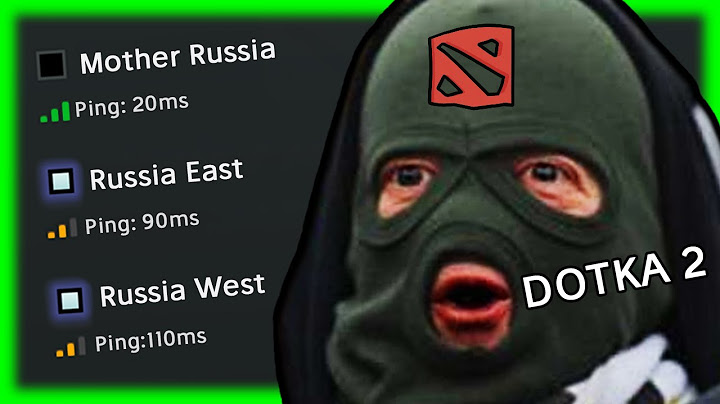 Mother Russia
Ping: 20ms
Russia East
Ping: 90ms
Russia West
Ping:110ms
DOTKA 2